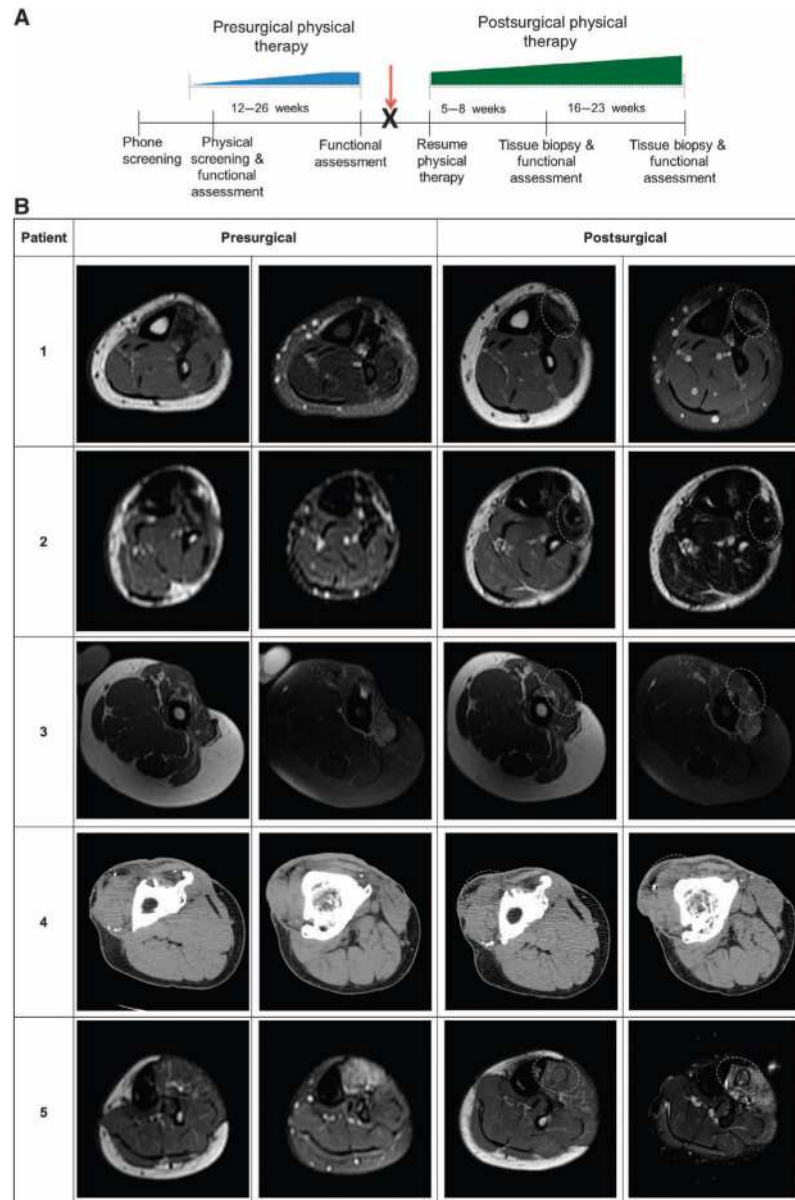 A
Presurgical physical
therapy
Postsurgical physical
therapy
12–26 weeks
5–8 weeks
16–23 weeks
X
Phone
screening
Physical
screening &
functional
assessment
Functional
assessment
Resume
physical
therapy
Tissue biopsy &
functional
assessment
Tissue biopsy &
functional
assessment
B
Patient Presurgical Postsurgical
1
2
3
4
5